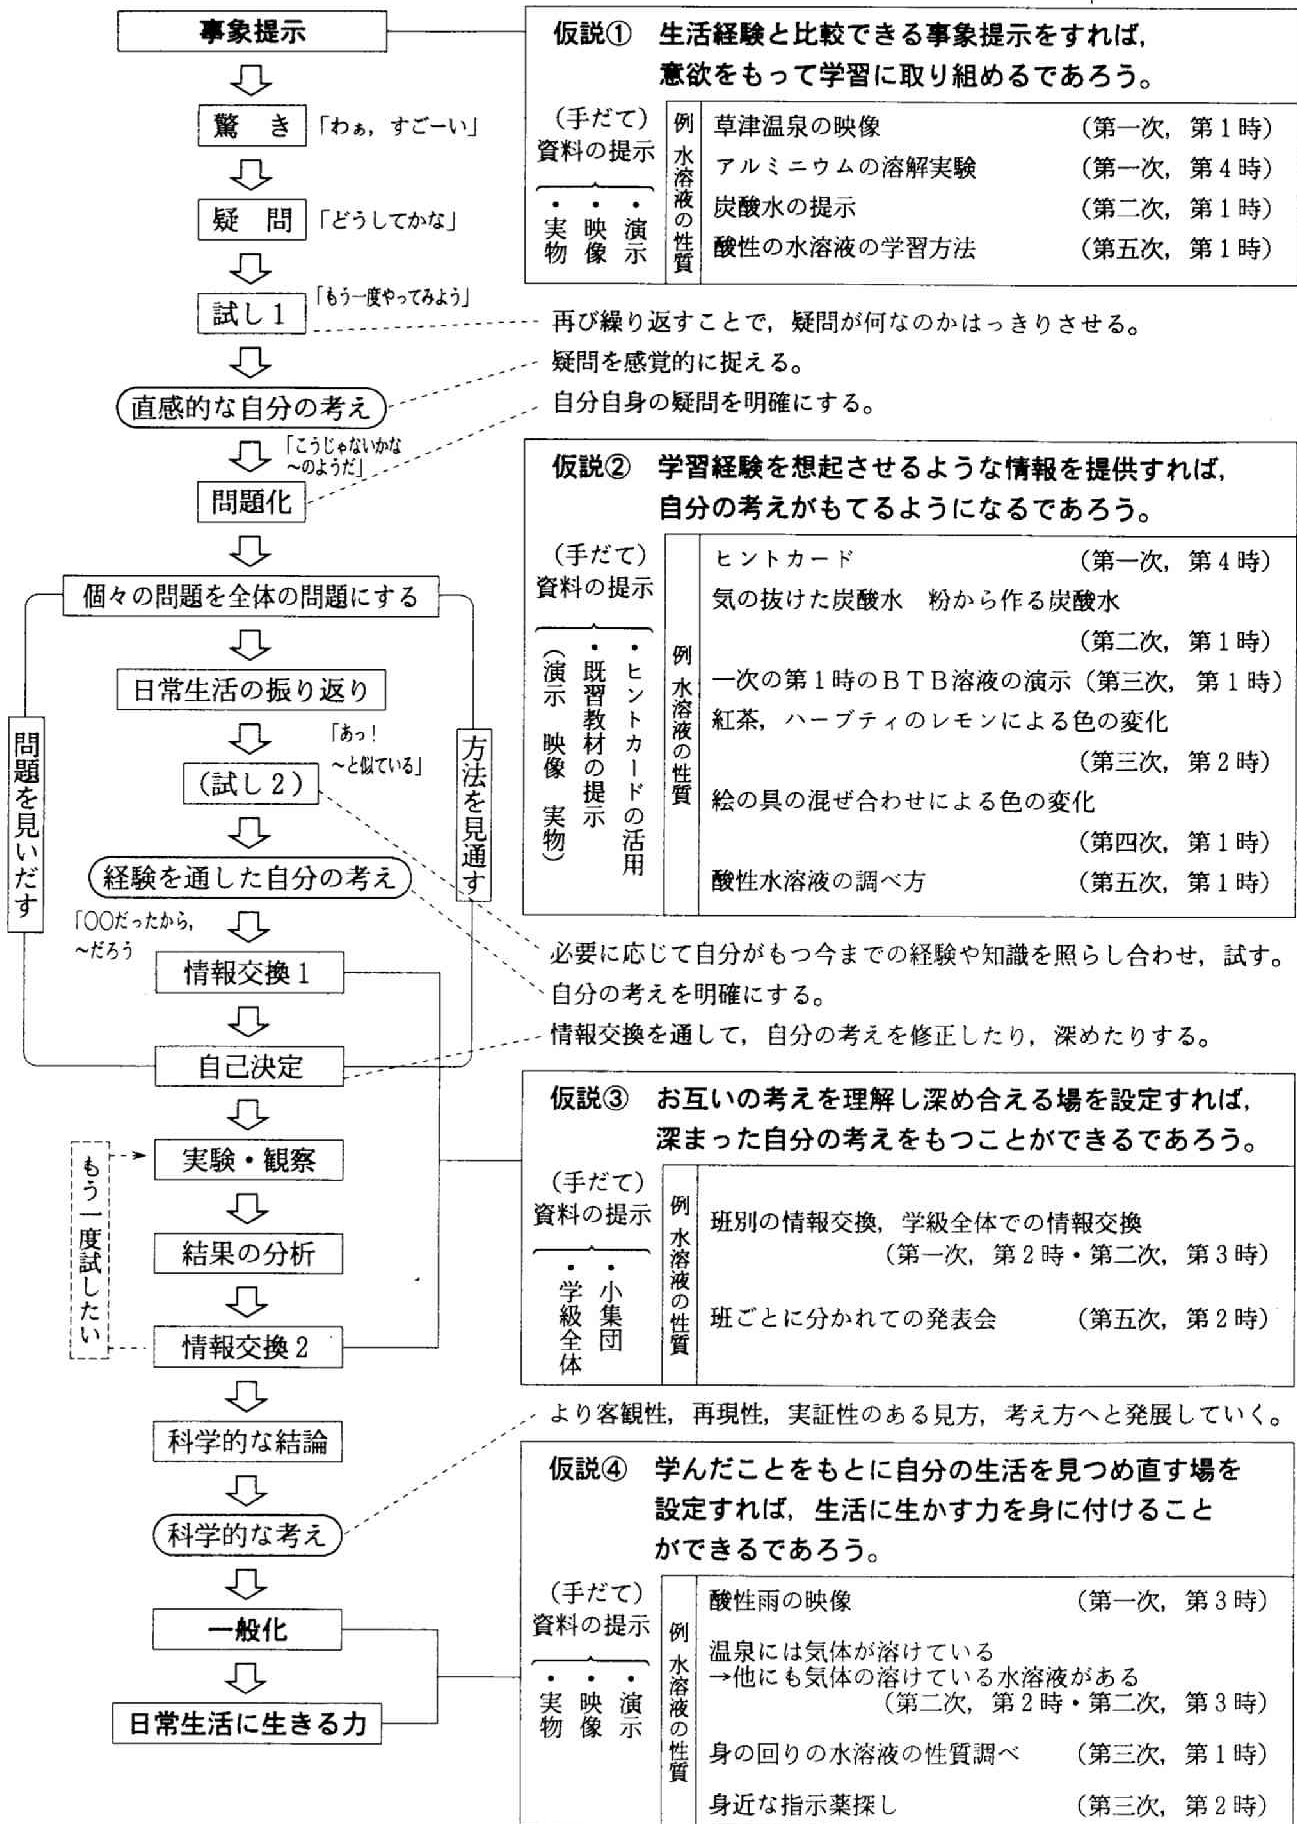 事象提示
驚き 「わぁ，すごーい」
疑問 「どうしてかな」
試し1 「もう一度やってみよう」
直感的な自分の考え
「こうじゃないかな
～のようだ」
問題化
個々の問題を全体の問題にする
日常生活の振り返り
「あっ！
～と似ている」
（試し2）
経験を通した自分の考え
「〇〇だったから，
～だろう
情報交換1
自己決定
問題を見いだす
方法を見通す
実験・観察
結果の分析
情報交換2
もう一度試したい
科学的な結論
科学的な考え
一般化
日常生活に生きる力
仮説① 生活経験と比較できる事象提示をすれば，
意欲をもって学習に取り組めるであろう。
（手だて）
資料の提示
・演示
・映像
・実物
例 水溶液の性質
草津温泉の映像 （第一次，第1時）
アルミニウムの溶解実験 （第一次，第4時）
炭酸水の提示 （第二次，第1時）
酸性の水溶液の学習方法 （第五次，第1時）
再び繰り返すことで，疑問が何なのかはっきりさせる。
疑問を感覚的に捉える。
自分自身の疑問を明確にする。
仮説② 学習経験を想起させるような情報を提供すれば，
自分の考えがもてるようになるであろう。
（手だて）
資料の提示
・ヒントカードの活用
・既習教材の提示
（演示 映像 実物）
例 水溶液の性質
ヒントカード （第一次，第4時）
気の抜けた炭酸水 粉から作る炭酸水
（第二次，第1時）
一次の第1時のＢＴＢ溶液の演示（第三次，第1時）
紅茶，ハーブティのレモンによる色の変化
（第三次，第2時）
絵の具の混ぜ合わせによる色の変化
（第四次，第1時）
酸性水溶液の調べ方 （第五次，第1時）
必要に応じて自分がもつ今までの経験や知識を照らし合わせ，試す。
自分の考えを明確にする。
情報交換を通して，自分の考えを修正したり，深めたりする。
仮説③ お互いの考えを理解し深め合える場を設定すれば，
深まった自分の考えをもつことができるであろう。
（手だて）
資料の提示
・小集団
・学級全体
例 水溶液の性質
班別の情報交換，学級全体での情報交換
（第一次，第2時・第二次，第3時）
班ごとに分かれての発表会 （第五次，第2時）
より客観性，再現性，実証性のある見方，考え方へと発展していく。
仮説④ 学んだことをもとに自分の生活を見つめ直す場を
設定すれば，生活に生かす力を身に付けること
ができるであろう。
（手だて）
資料の提示
・演示
・映像
・実物
例 水溶液の性質
酸性雨の映像 （第一次，第3時）
温泉には気体が溶けている
→他にも気体の溶けている水溶液がある
（第二次，第2時・第二次，第3時）
身の回りの水溶液の性質調べ （第三次，第1時）
身近な指示薬探し （第三次，第2時）